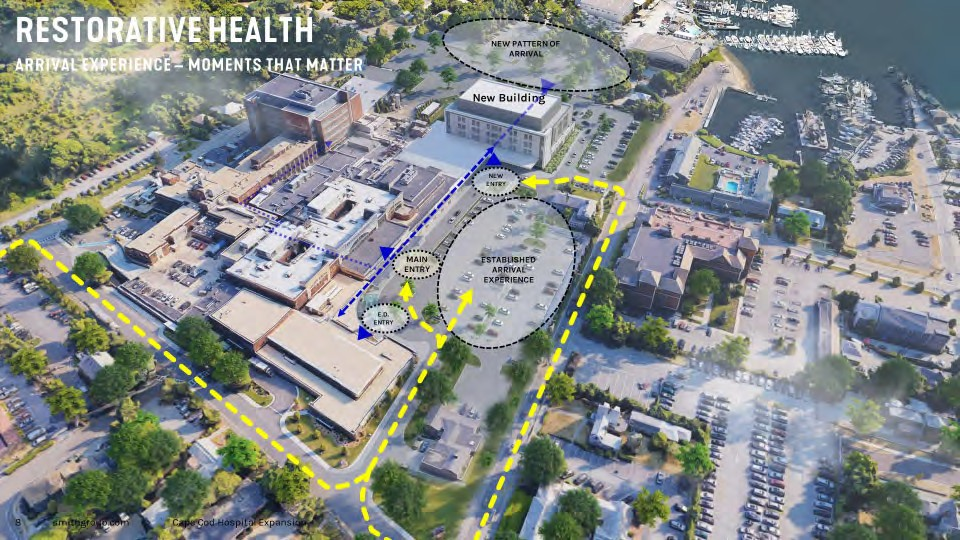 RESTORATIVE HEALTH
ARRIVAL EXPERIENCE – MOMENTS THAT MATTER
NEW PATTERN OF
ARRIVAL
New Building
NEW
ENTRY
MAIN
ENTRY
ESTABLISHED
ARRIVAL
EXPERIENCE
E.D.
ENTRY
8 smithgroup.com Cape Cod Hospital Expansion